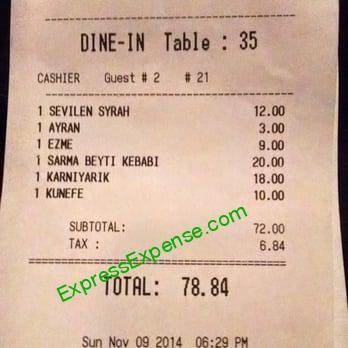 DINE-IN Table : 35
CASHIER Guest # 2 # 21
1 SEVILEN SYRAH 12.00
1 AYRAN 3.00
1 EZME 9.00
1 SARMA BEYTI KEBABI 20.00
1 KARNIYARIK 18.00
1 KUNEFE 10.00
SUBTOTAL: 72.00
TAX : 6.84
ExpressExpense.com
TOTAL: 78.84
Sun Nov 09 2014 06:29 PM